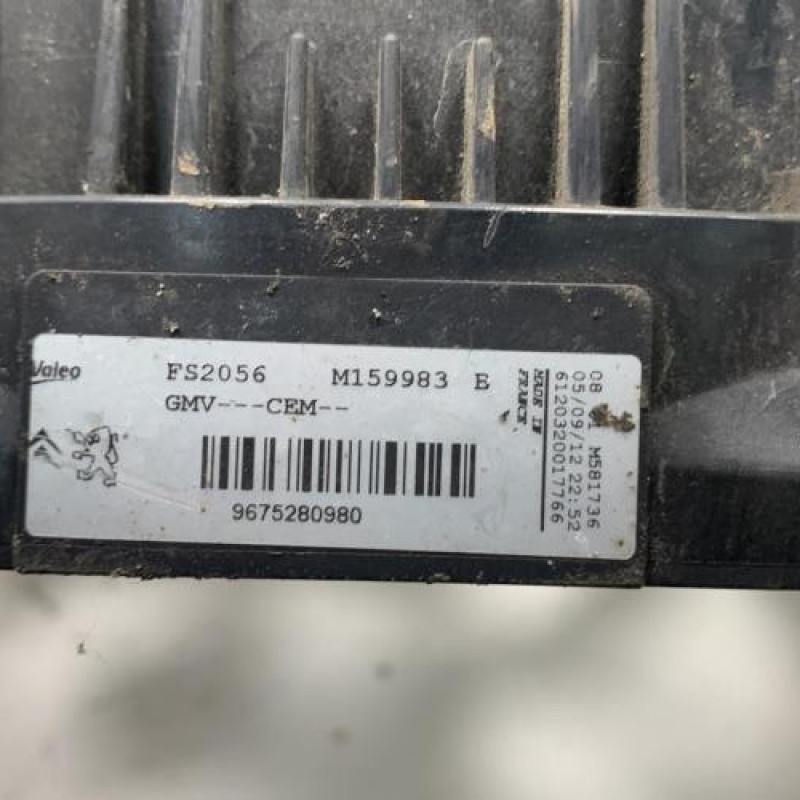 Valeo
FS2056 M159983 E
GMV---CEM--
9675280980
MADE IN
FRANCE
08 M581736
05/09/12 22:52
6120320017766